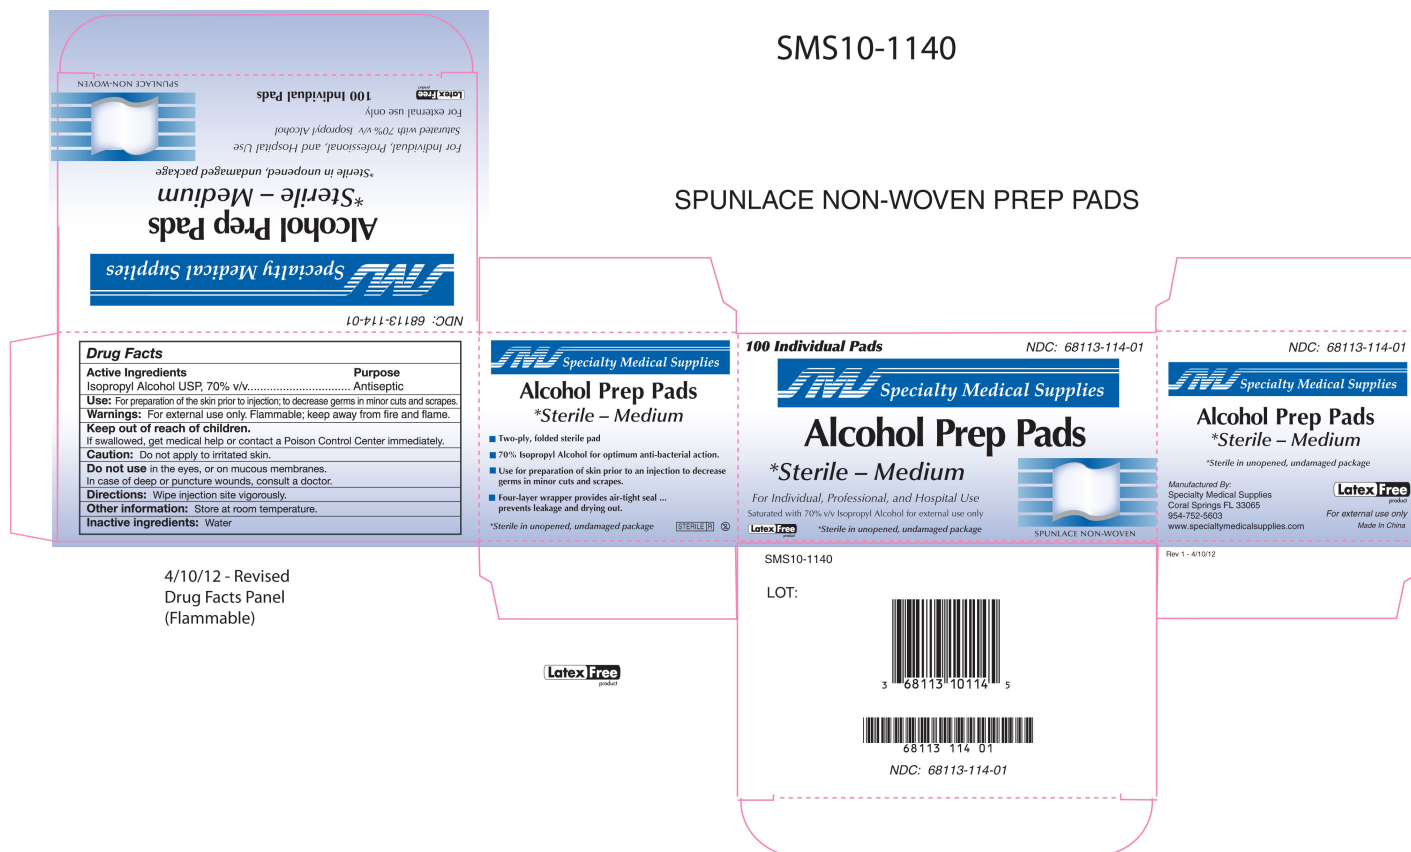 SMS10-1140
SPUNLACE NON-WOVEN PREP PADS
NDC: 68113-114-01
SMS Specialty Medical Supplies
Alcohol Prep Pads
*Sterile – Medium
*Sterile in unopened, undamaged package
For Individual, Professional, and Hospital Use
Saturated with 70% v/v Isopropyl Alcohol
For external use only
100 Individual Pads
Latex Free
product
SPUNLACE NON-WOVEN
Drug Facts
Active Ingredients Purpose
Isopropyl Alcohol USP, 70% v/v............................... Antiseptic
Use: For preparation of the skin prior to injection; to decrease germs in minor cuts and scrapes.
Warnings: For external use only. Flammable; keep away from fire and flame.
Keep out of reach of children.
If swallowed, get medical help or contact a Poison Control Center immediately.
Caution: Do not apply to irritated skin.
Do not use in the eyes, or on mucous membranes.
In case of deep or puncture wounds, consult a doctor.
Directions: Wipe injection site vigorously.
Other information: Store at room temperature.
Inactive ingredients: Water
4/10/12 - Revised
Drug Facts Panel
(Flammable)
SMS Specialty Medical Supplies
Alcohol Prep Pads
*Sterile – Medium
Two-ply, folded sterile pad
70% Isopropyl Alcohol for optimum anti-bacterial action.
Use for preparation of skin prior to an injection to decrease
germs in minor cuts and scrapes.
Four-layer wrapper provides air-tight seal ...
prevents leakage and drying out.
*Sterile in unopened, undamaged package
STERILE R
Latex Free
product
100 Individual Pads NDC: 68113-114-01
SMS Specialty Medical Supplies
Alcohol Prep Pads
*Sterile – Medium
For Individual, Professional, and Hospital Use
Saturated with 70% v/v Isopropyl Alcohol for external use only
Latex Free
product
*Sterile in unopened, undamaged package
SPUNLACE NON-WOVEN
SMS10-1140
LOT:
3 68113 10114 5
68113 114 01
NDC: 68113-114-01
NDC: 68113-114-01
SMS Specialty Medical Supplies
Alcohol Prep Pads
*Sterile – Medium
*Sterile in unopened, undamaged package
Manufactured By:
Specialty Medical Supplies
Coral Springs FL 33065
954-752-5603
www.specialtymedicalsupplies.com
Latex Free
product
For external use only
Made In China
Rev 1 - 4/10/12